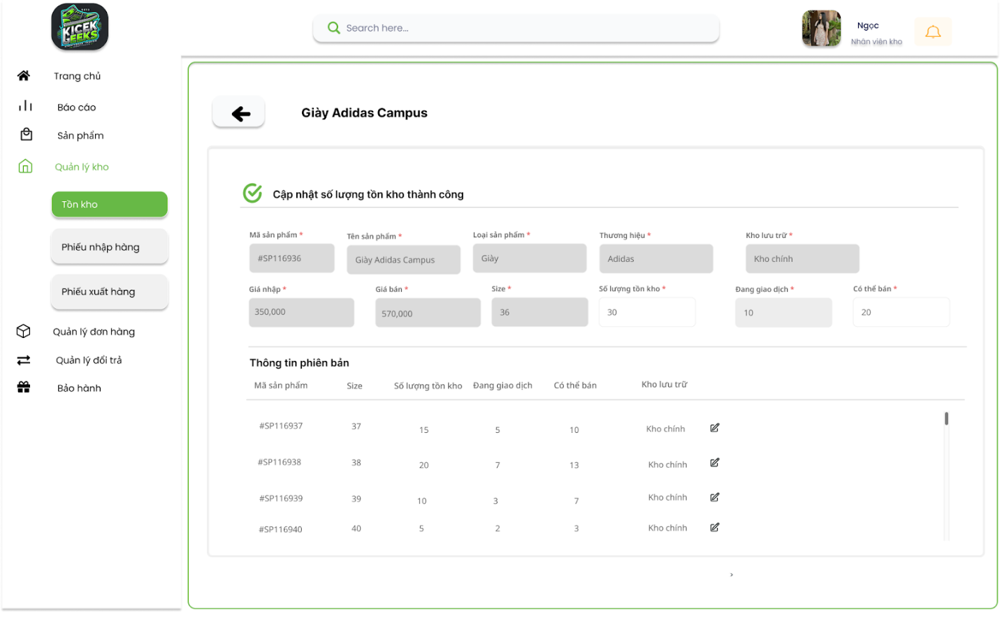 KICEK
GEEKS
Search here...
Ngọc
Nhân viên kho
Trang chủ
Báo cáo
Sản phẩm
Quản lý kho
Tồn kho
Phiếu nhập hàng
Phiếu xuất hàng
Quản lý đơn hàng
Quản lý đổi trả
Bảo hành
Giày Adidas Campus
Cập nhật số lượng tồn kho thành công
Mã sản phẩm * Tên sản phẩm * Loại sản phẩm * Thương hiệu * Kho lưu trữ *
#SP116936 Giày Adidas Campus Giày Adidas Kho chính
Giá nhập * Giá bán * Size * Số lượng tồn kho * Đang giao dịch * Có thể bán *
350,000 570,000 36 30 10 20
Thông tin phiên bản
Mã sản phẩm Size Số lượng tồn kho Đang giao dịch Có thể bán Kho lưu trữ
#SP116937 37 15 5 10 Kho chính
#SP116938 38 20 7 13 Kho chính
#SP116939 39 10 3 7 Kho chính
#SP116940 40 5 2 3 Kho chính